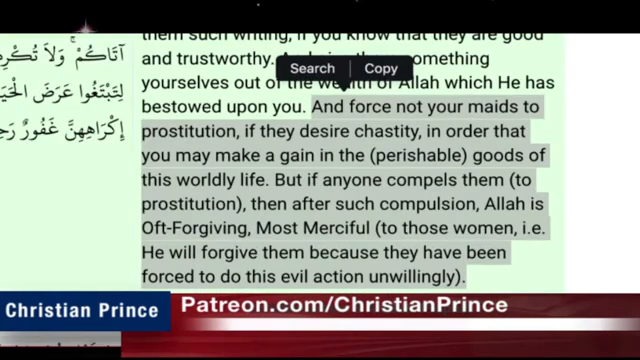 them such writing, if you know that they are good
آتَاكُمْ ۚ وَلَا تُكْرِ
and trustworthy. And give them something
Search
Copy
yourselves out of the wealth of Allah which He has
لِتَبْتَغُوا عَرَضَ الْحَيَا
bestowed upon you. And force not your maids to
إِكْرَاهِهِنَّ غَفُورٌ رَح
prostitution, if they desire chastity, in order that
you may make a gain in the (perishable) goods of
this worldly life. But if anyone compels them (to
prostitution), then after such compulsion, Allah is
Oft-Forgiving, Most Merciful (to those women, i.e.
He will forgive them because they have been
forced to do this evil action unwillingly).
Christian Prince
Patreon.com/ChristianPrince